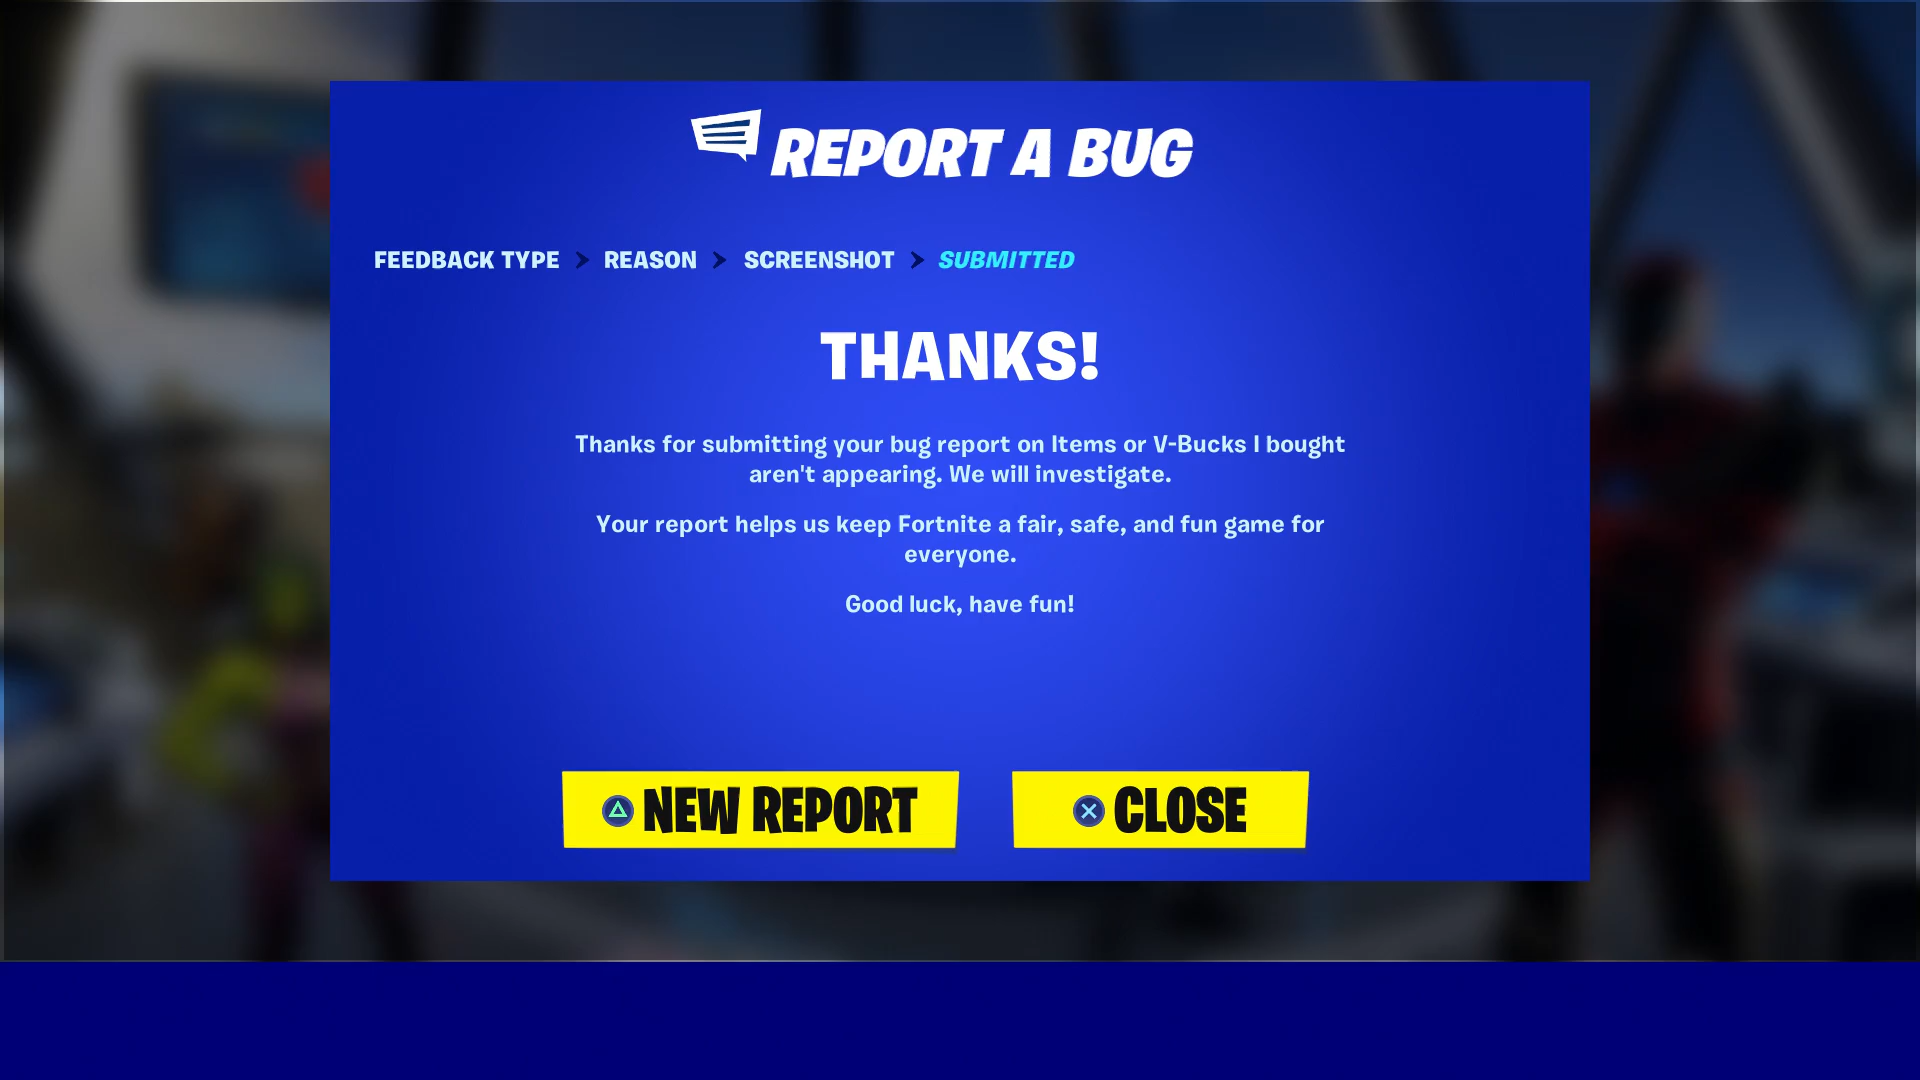 REPORT A BUG
FEEDBACK TYPE > REASON > SCREENSHOT > SUBMITTED
THANKS!
Thanks for submitting your bug report on Items or V-Bucks I bought
aren't appearing. We will investigate.
Your report helps us keep Fortnite a fair, safe, and fun game for
everyone.
Good luck, have fun!
NEW REPORT
CLOSE